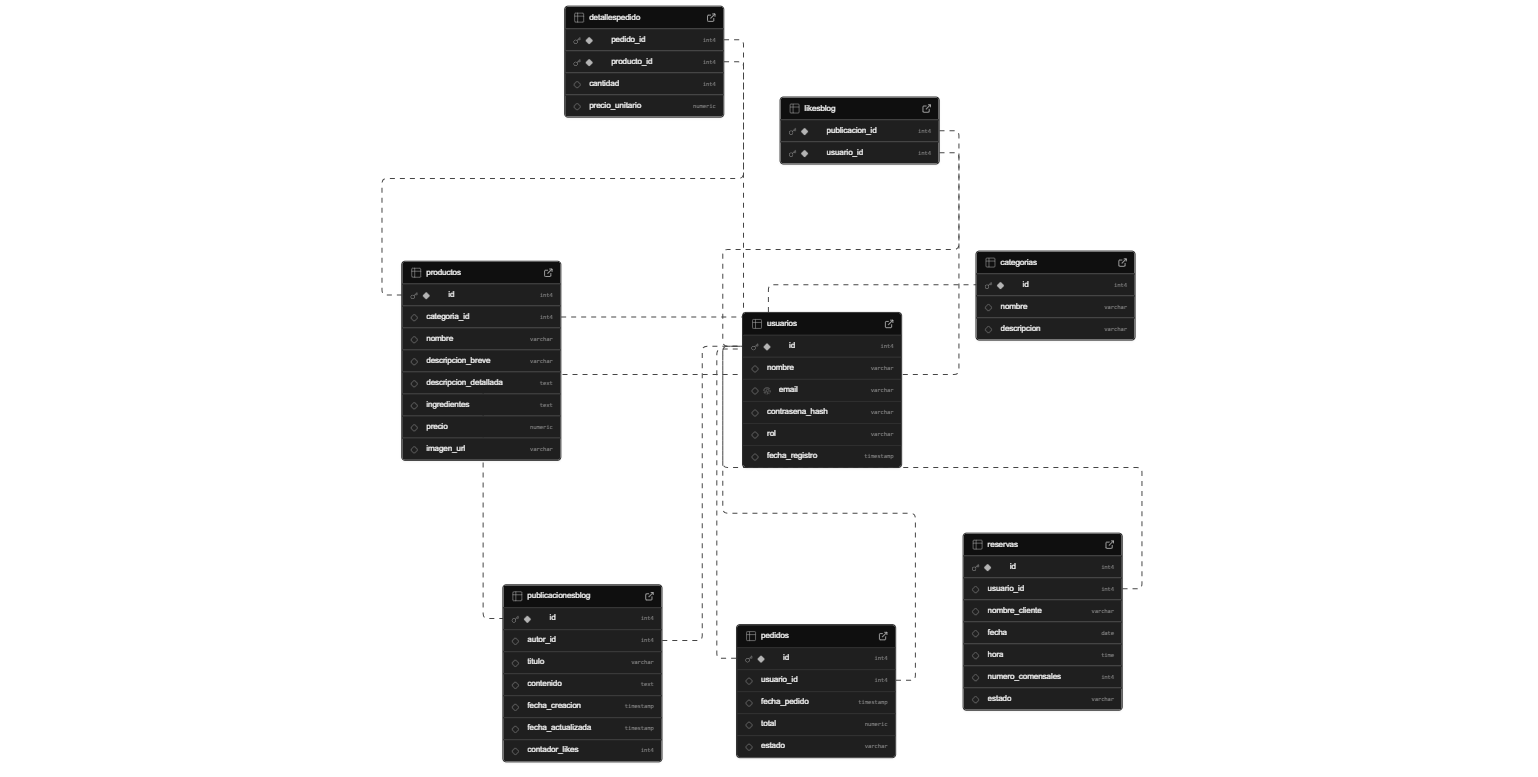 detallespedido
pedido_id int4
producto_id int4
cantidad int4
precio_unitario numeric
likesblog
publicacion_id int4
usuario_id int4
categorias
id int4
nombre varchar
descripcion varchar
productos
id int4
categoria_id int4
nombre varchar
descripcion_breve varchar
descripcion_detallada text
ingredientes text
precio numeric
imagen_url varchar
usuarios
id int4
nombre varchar
email varchar
contrasena_hash varchar
rol varchar
fecha_registro timestamp
reservas
id int4
usuario_id int4
nombre_cliente varchar
fecha date
hora time
numero_comensales int4
estado varchar
publicacionesblog
id int4
autor_id int4
titulo varchar
contenido text
fecha_creacion timestamp
fecha_actualizada timestamp
contador_likes int4
pedidos
id int4
usuario_id int4
fecha_pedido timestamp
total numeric
estado varchar